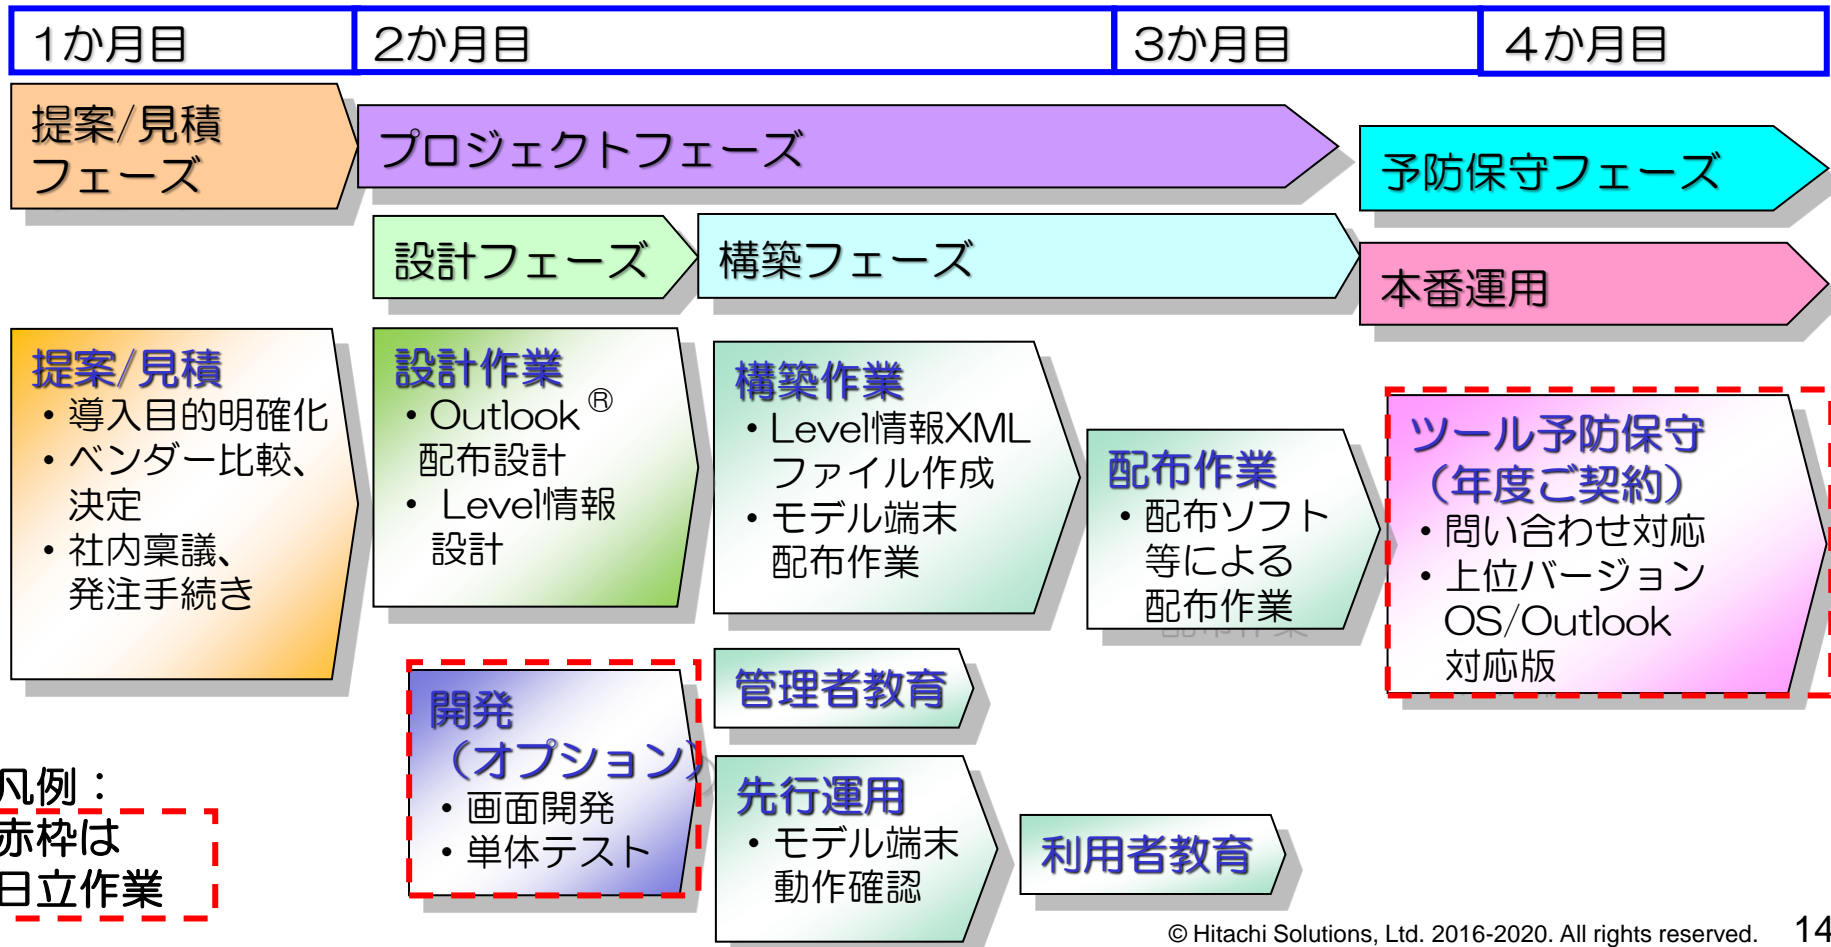 1か月目
2か月目
3か月目
4か月目
提案/見積
フェーズ
プロジェクトフェーズ
予防保守フェーズ
設計フェーズ
構築フェーズ
本番運用
提案/見積
・導入目的明確化
・ベンダー比較、
決定
・社内稟議、
発注手続き
設計作業
・Outlook®
配布設計
・ Level情報
設計
構築作業
・Level情報XML
ファイル作成
・モデル端末
配布作業
配布作業
・配布ソフト
等による
配布作業
ツール予防保守
（年度ご契約）
・問い合わせ対応
・上位バージョン
OS/Outlook
対応版
開発
（オプション）
・画面開発
・単体テスト
管理者教育
先行運用
・モデル端末
動作確認
利用者教育
凡例：
赤枠は
日立作業
© Hitachi Solutions, Ltd. 2016-2020. All rights reserved.
14